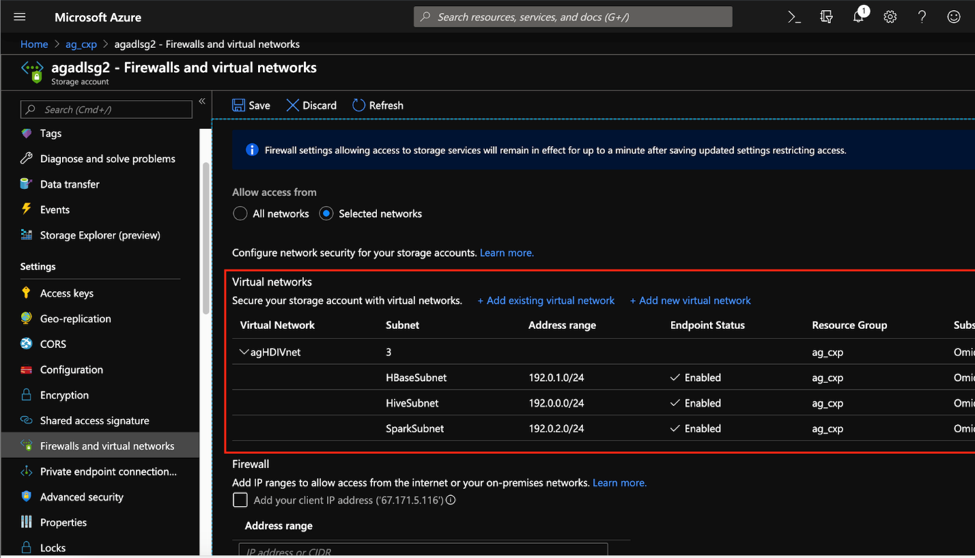 Microsoft Azure
Search resources, services, and docs (G+/)
1
Home > ag_cxp > agadlsg2 - Firewalls and virtual networks
agadlsg2 - Firewalls and virtual networks
Storage account
Search (Cmd+/)
Tags
Diagnose and solve problems
Data transfer
Events
Storage Explorer (preview)
Settings
Access keys
Geo-replication
CORS
Configuration
Encryption
Shared access signature
Firewalls and virtual networks
Private endpoint connection...
Advanced security
Properties
Locks
Save Discard Refresh
Firewall settings allowing access to storage services will remain in effect for up to a minute after saving updated settings restricting access.
Allow access from
All networks Selected networks
Configure network security for your storage accounts. Learn more.
Virtual networks
Secure your storage account with virtual networks. + Add existing virtual network + Add new virtual network
Virtual Network Subnet Address range Endpoint Status Resource Group Subs
agHDIVnet 3 ag_cxp Omi
HBaseSubnet 192.0.1.0/24 Enabled ag_cxp Omi
HiveSubnet 192.0.0.0/24 Enabled ag_cxp Omi
SparkSubnet 192.0.2.0/24 Enabled ag_cxp Omi
Firewall
Add IP ranges to allow access from the internet or your on-premises networks. Learn more.
Add your client IP address ('67.171.5.116')
Address range
IP address or CIDR